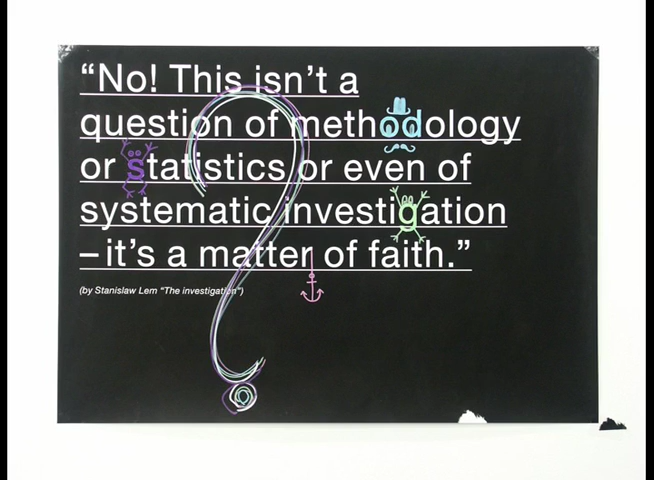 “No! This isn’t a
question of methodology
or statistics or even of
systematic investigation
– it’s a matter of faith.”
(by Stanislaw Lem “The investigation”)